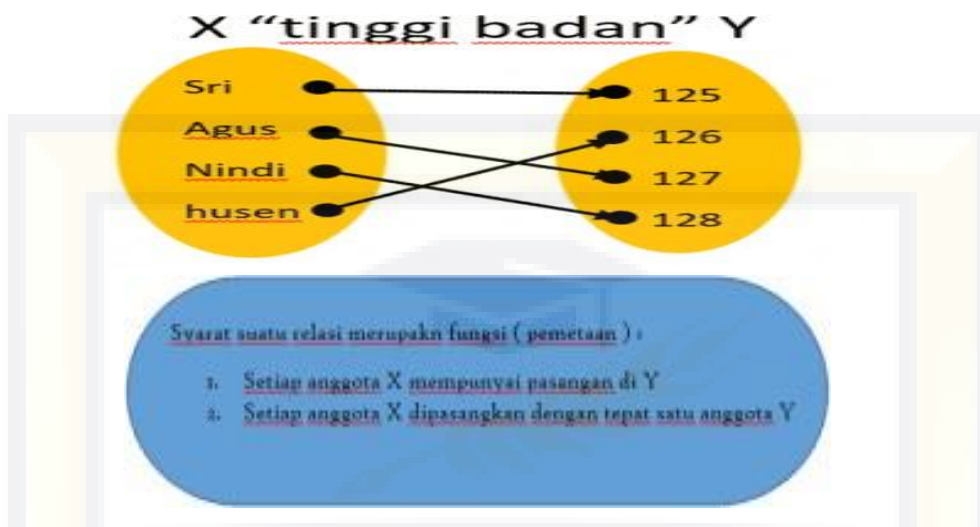 X “tinggi badan” Y
Sri
125
Agus
126
Nindi
127
husen
128
Syarat suatu relasi merupakn fungsi ( pemetaan ) :
1. Setiap anggota X mempunyai pasangan di Y
2. Setiap anggota X dipasangkan dengan tepat satu anggota Y